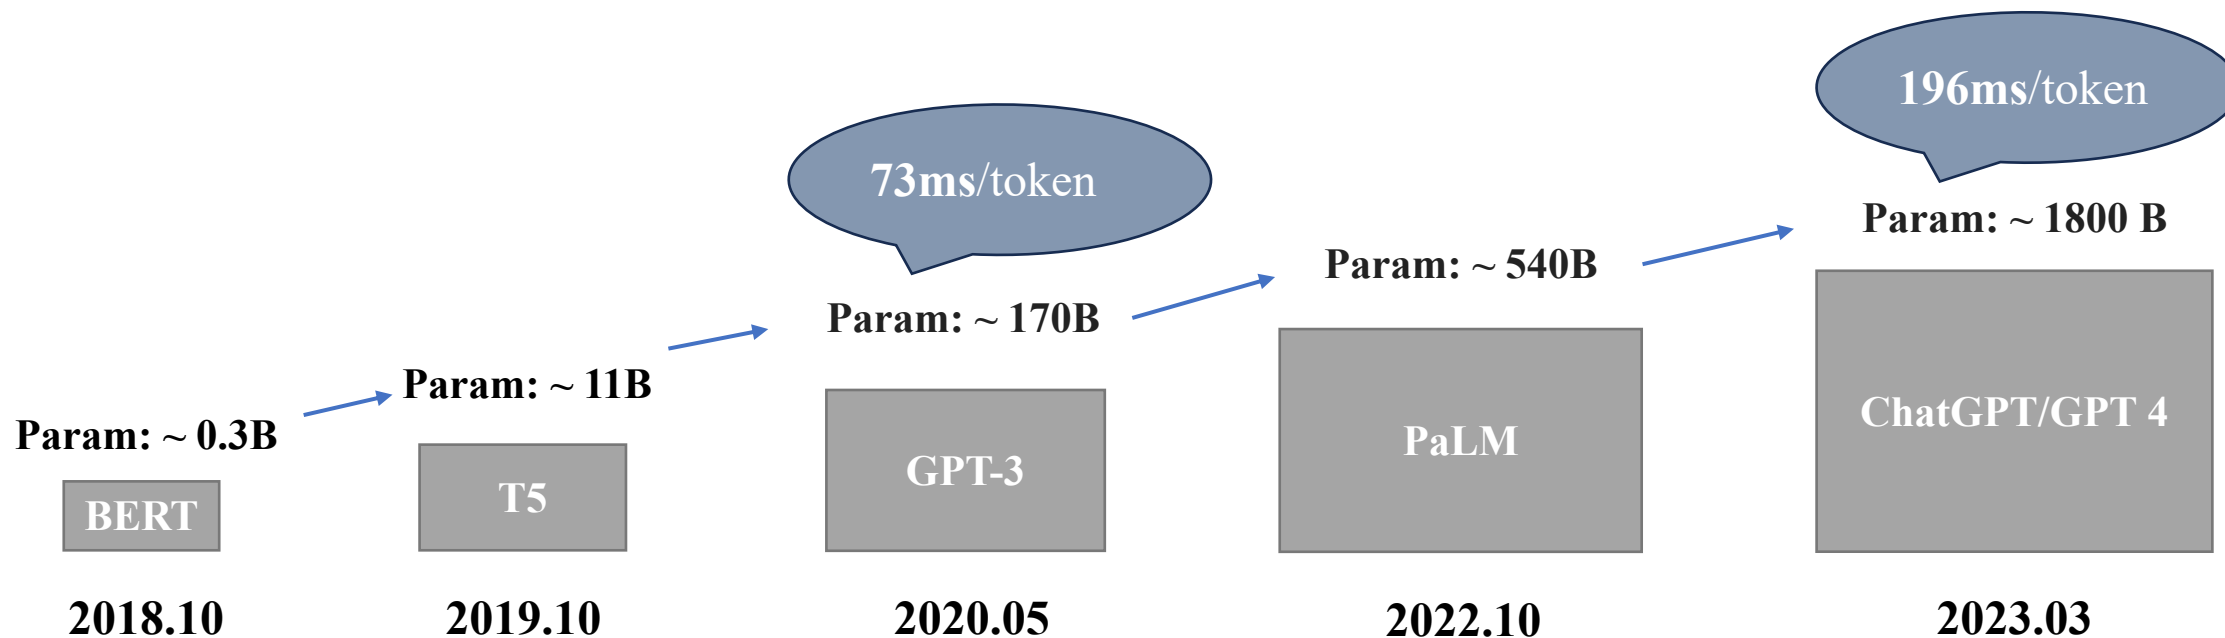 196ms/token
73ms/token
Param: ~ 1800 B
Param: ~ 540B
Param: ~ 170B
Param: ~ 11B
Param: ~ 0.3B
BERT
T5
GPT-3
PaLM
ChatGPT/GPT 4
2018.10
2019.10
2020.05
2022.10
2023.03